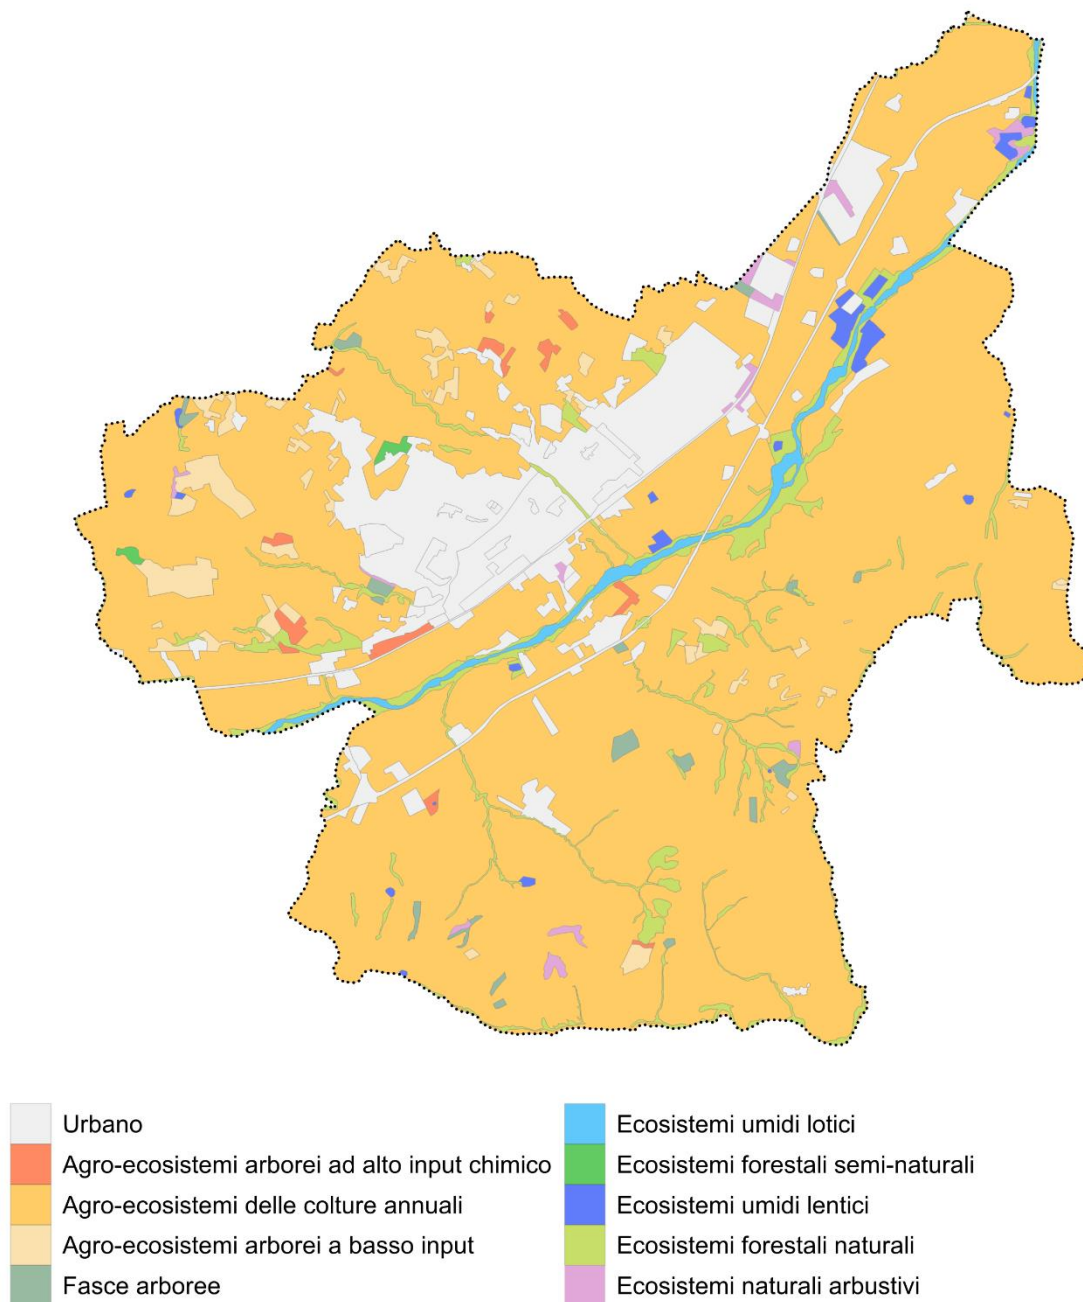 Urbano
Agro-ecosistemi arborei ad alto input chimico
Agro-ecosistemi delle colture annuali
Agro-ecosistemi arborei a basso input
Fasce arboree
Ecosistemi umidi lotici
Ecosistemi forestali semi-naturali
Ecosistemi umidi lentici
Ecosistemi forestali naturali
Ecosistemi naturali arbustivi